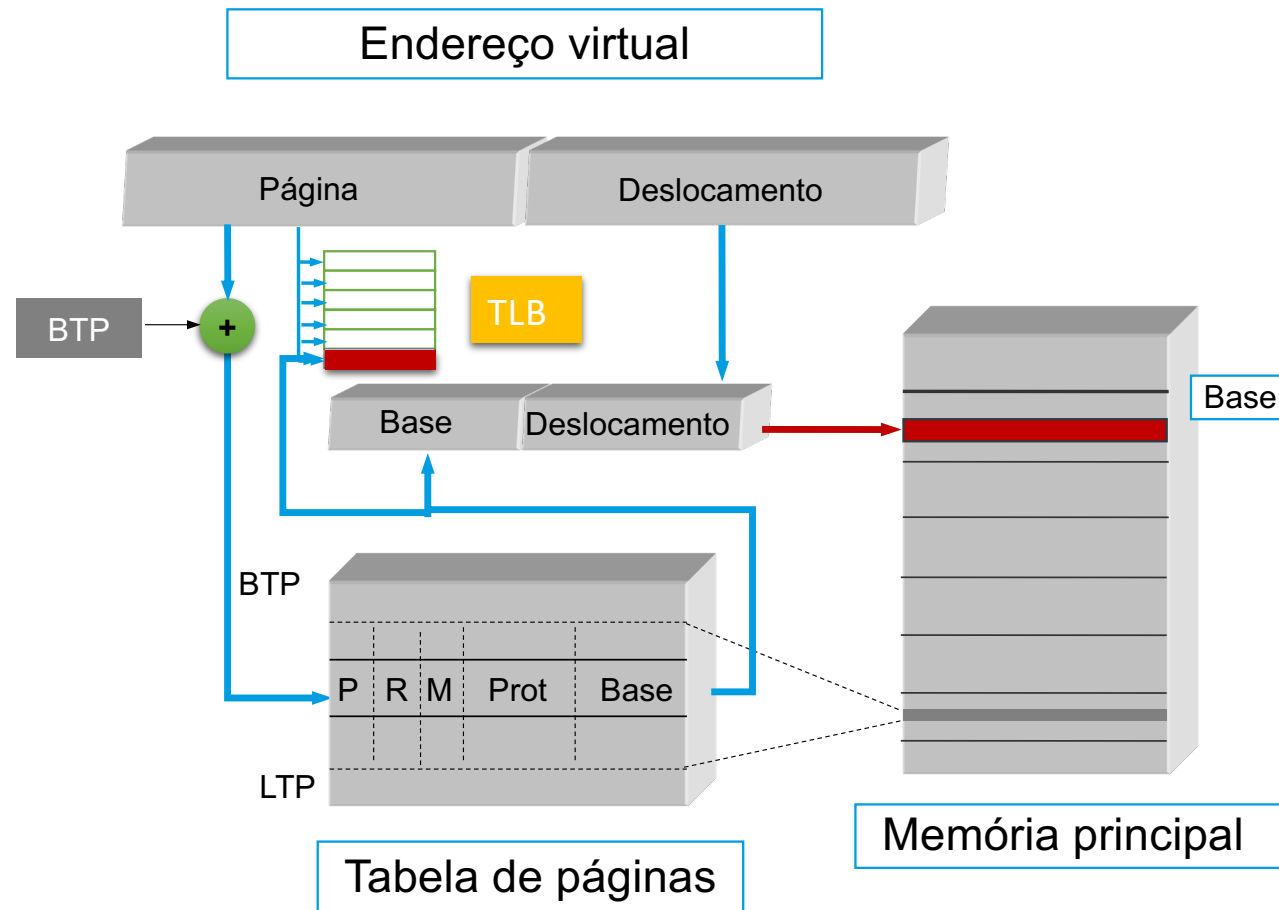 Endereço virtual
Página
Deslocamento
TLB
BTP
+
Base
Base
Deslocamento
BTP
P R M Prot Base
LTP
Memória principal
Tabela de páginas